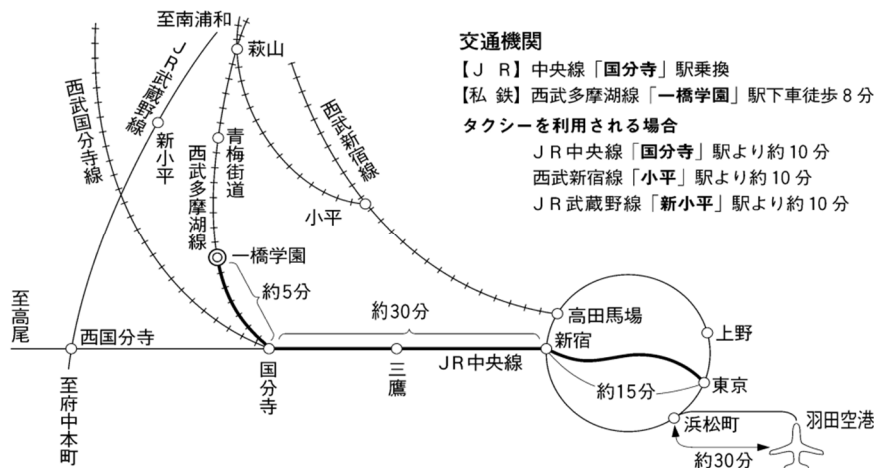 至南浦和
萩山
JR武蔵野線
西武国分寺線
新小平
青梅街道
西武多摩湖線
西武新宿線
小平
一橋学園
約5分
至高尾
西国分寺
約30分
国分寺
三鷹
JR中央線
至府中本町
高田馬場
新宿
上野
約15分
東京
浜松町
羽田空港
約30分
交通機関
【J R】中央線「国分寺」駅乗換
【私 鉄】西武多摩湖線「一橋学園」駅下車徒歩8分
タクシーを利用される場合
JR中央線「国分寺」駅より約10分
西武新宿線「小平」駅より約10分
JR武蔵野線「新小平」駅より約10分